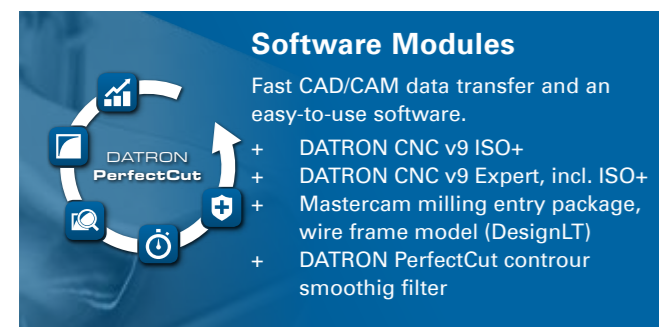 Software Modules
Fast CAD/CAM data transfer and an
easy-to-use software.
+ DATRON CNC v9 ISO+
+ DATRON CNC v9 Expert, incl. ISO+
+ Mastercam milling entry package,
wire frame model (DesignLT)
+ DATRON PerfectCut controur
smoothig filter
DATRON
PerfectCut